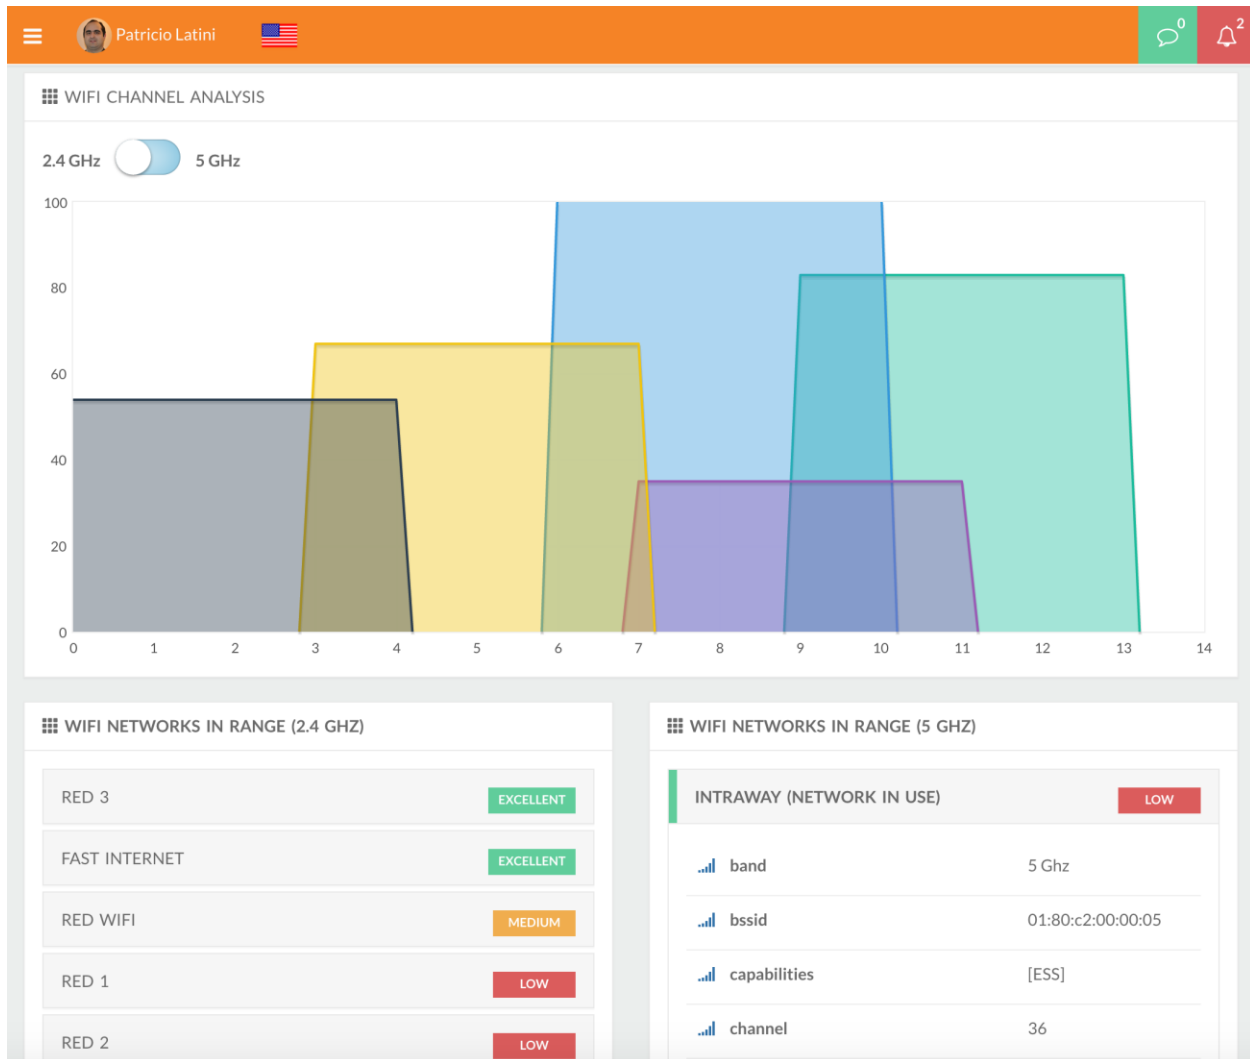 Patricio Latini 0 2
WIFI CHANNEL ANALYSIS
2.4 GHz 5 GHz
100
80
60
40
20
0
0 1 2 3 4 5 6 7 8 9 10 11 12 13 14
WIFI NETWORKS IN RANGE (2.4 GHZ)
RED 3 EXCELLENT
FAST INTERNET EXCELLENT
RED WIFI MEDIUM
RED 1 LOW
RED 2 LOW
WIFI NETWORKS IN RANGE (5 GHZ)
INTRAWAY (NETWORK IN USE) LOW
band 5 Ghz
bssid 01:80:c2:00:00:05
capabilities [ESS]
channel 36